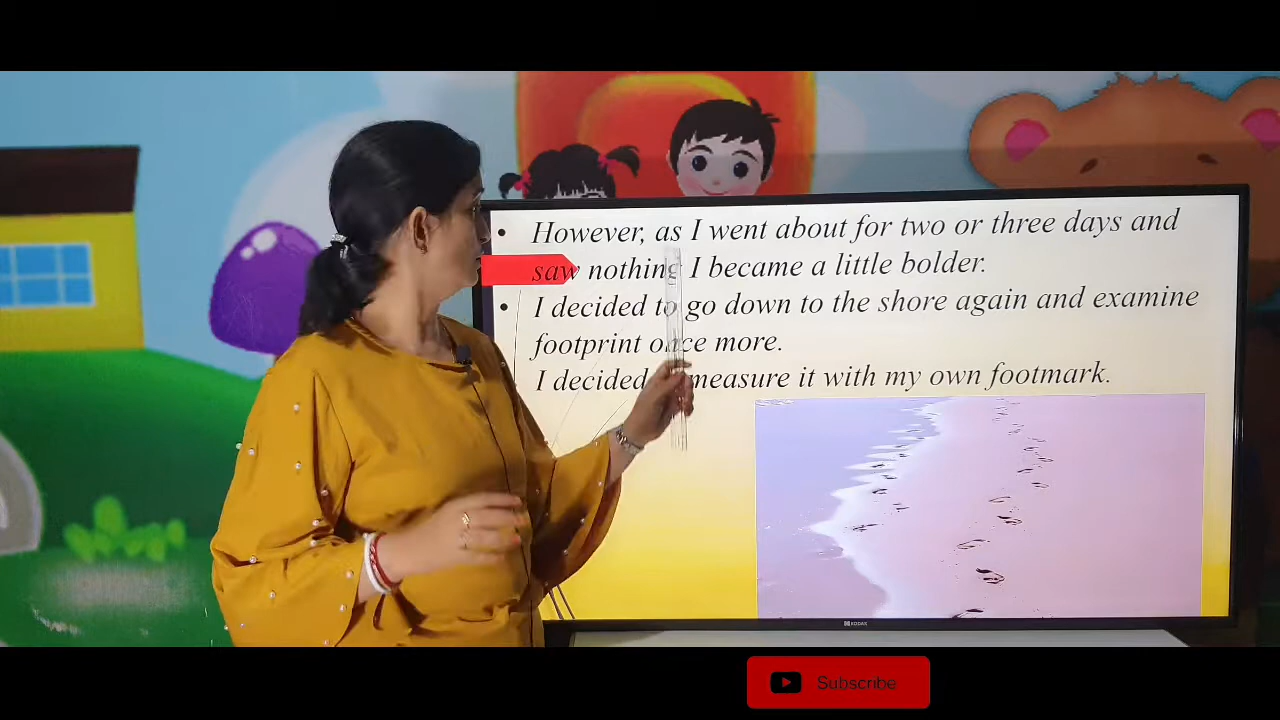 However, as I went about for two or three days and
saw nothing I became a little bolder.
I decided to go down to the shore again and examine
footprint once more.
I decided measure it with my own footmark.
KODAK
Subscribe